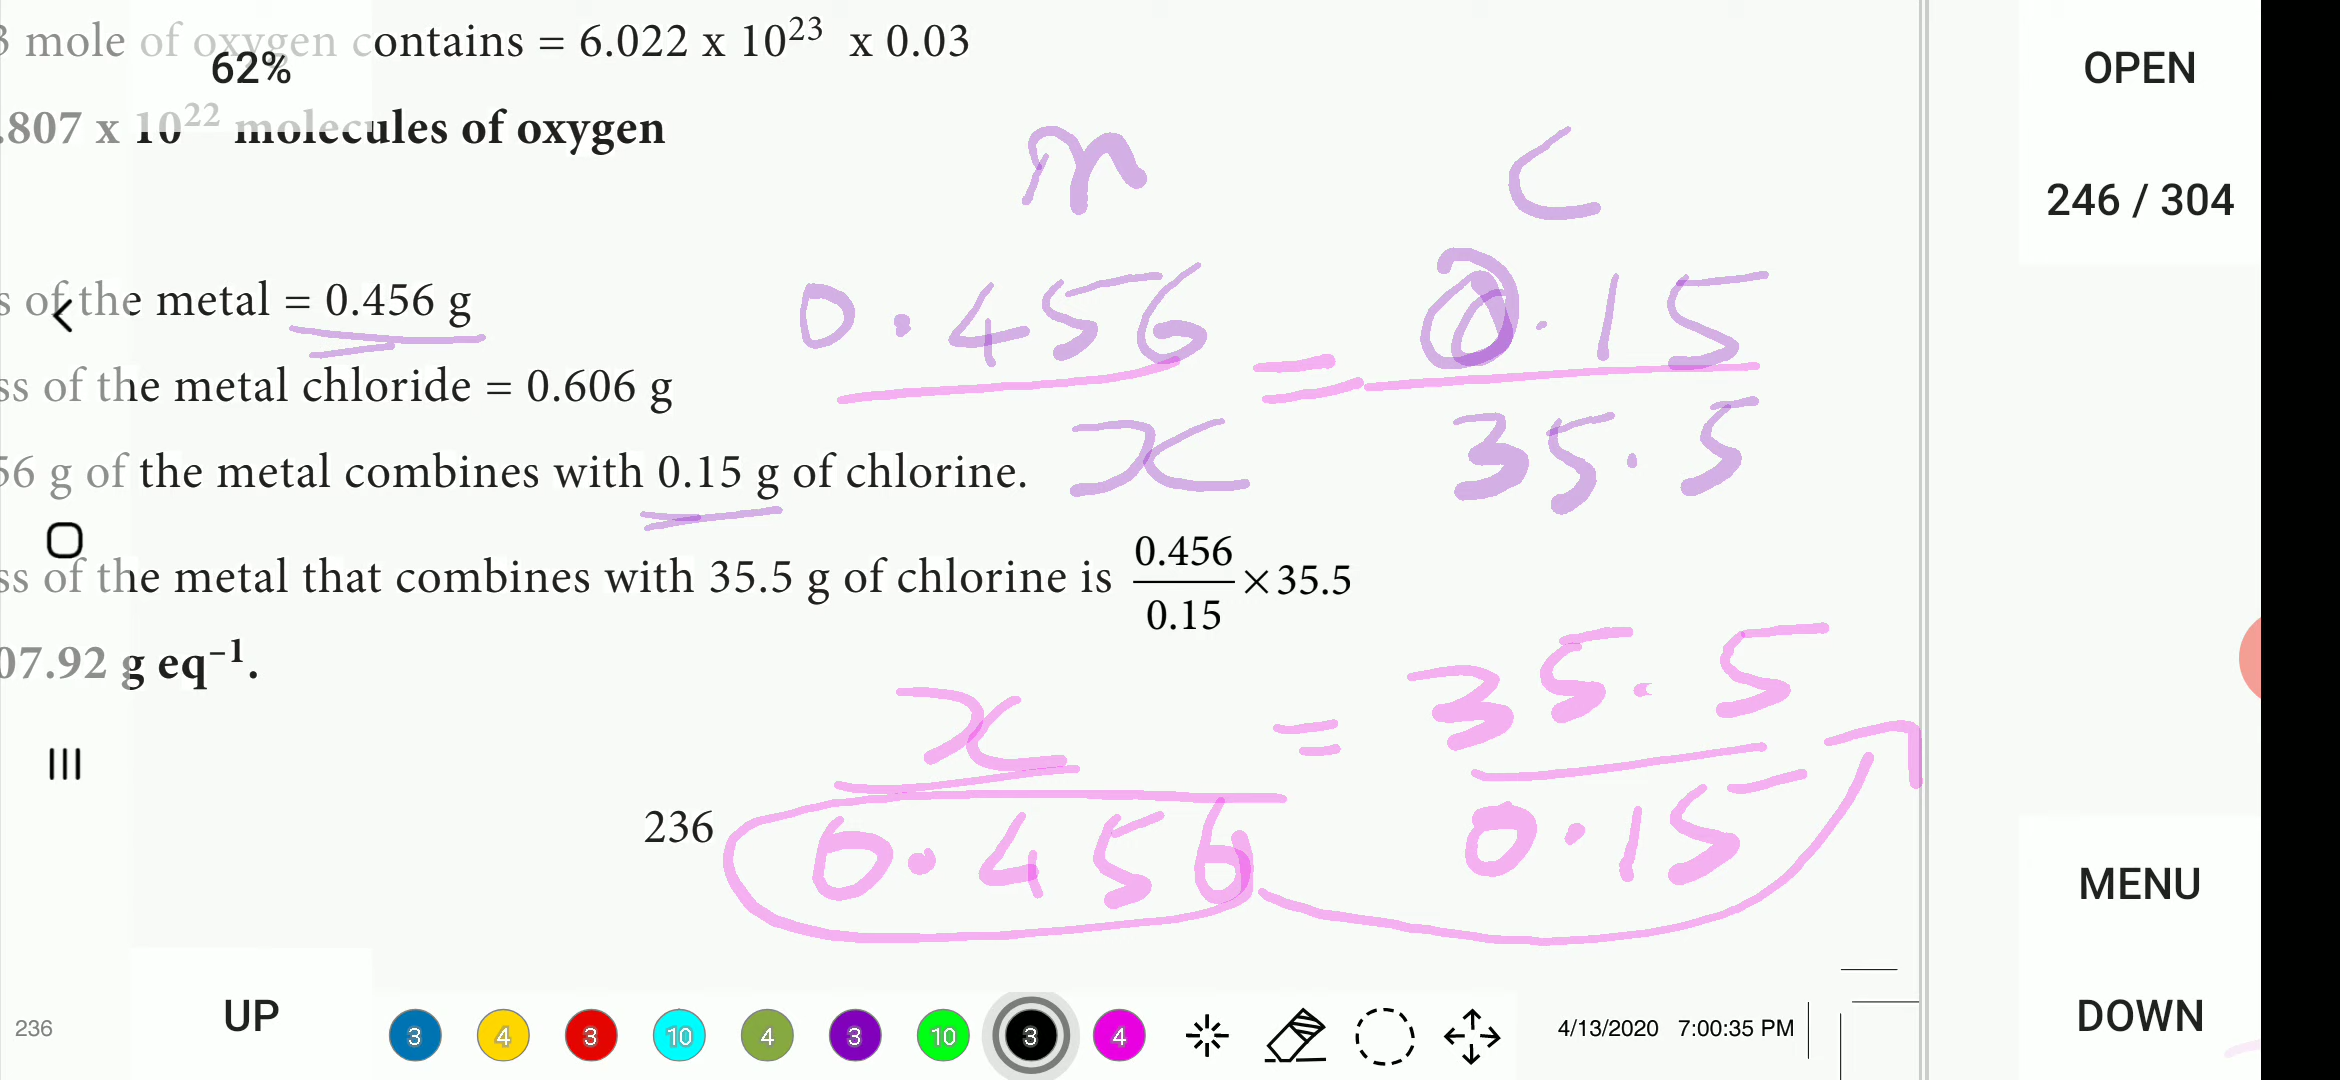 3 mole of oxygen contains = 6.022 x 10²³ x 0.03
62%
OPEN
.807 x 10²² molecules of oxygen
246 / 304
m C
s of the metal = 0.456 g
0.456 = 0.15
ss of the metal chloride = 0.606 g
x 35.5
56 g of the metal combines with 0.15 g of chlorine.
ss of the metal that combines with 35.5 g of chlorine is 0.456/0.15 ×35.5
07.92 g eq⁻¹.
x = 35.5
236
0.456 0.15
MENU
UP
DOWN
236
3 4 3 10 4 3 10 3 4
4/13/2020 7:00:35 PM